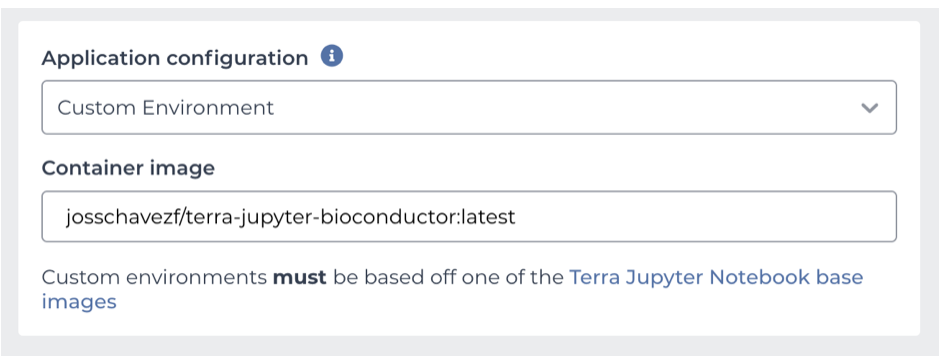 Application configuration
Custom Environment
Container image
josschavezf/terra-jupyter-bioconductor:latest
Custom environments must be based off one of the Terra Jupyter Notebook base
images